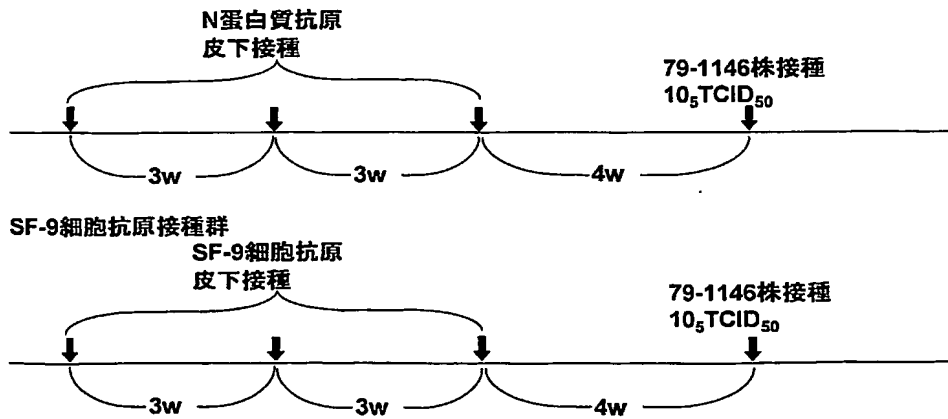 N蛋白質抗原
皮下接種
79-1146株接種
10₅TCID₅₀
3w
3w
4w
SF-9細胞抗原接種群
SF-9細胞抗原
皮下接種
79-1146株接種
10₅TCID₅₀
3w
3w
4w